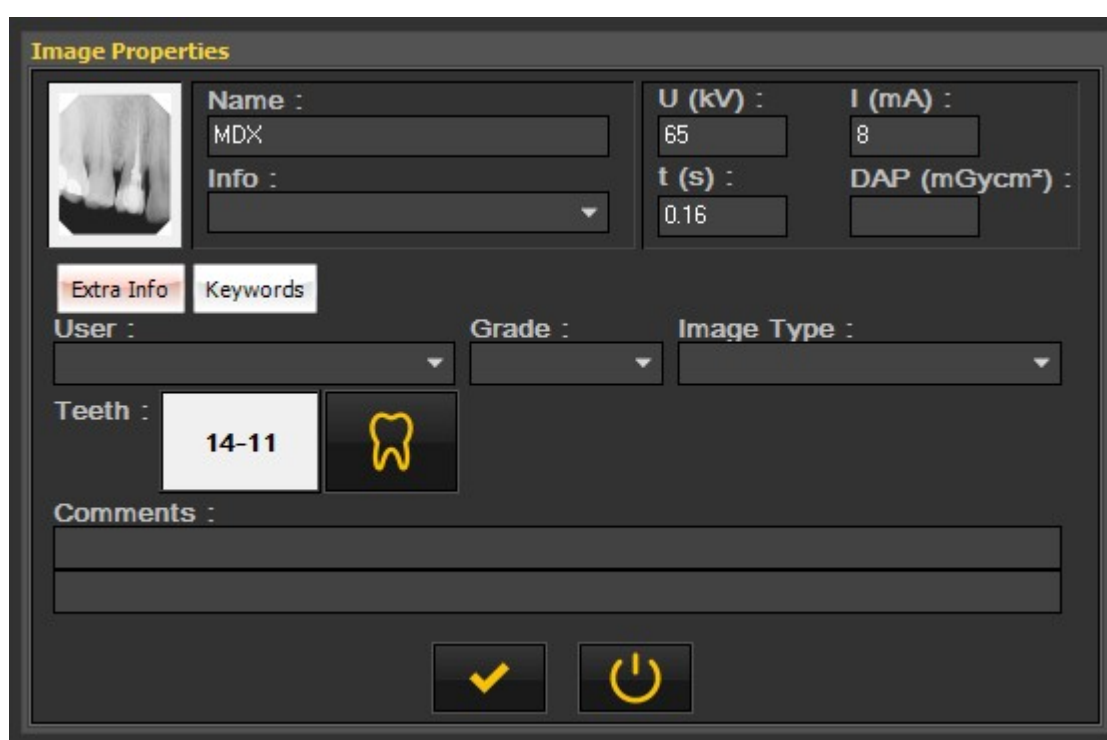 Image Properties
Name :
MDX
Info :
U (kV) :
65
I (mA) :
8
t (s) :
0.16
DAP (mGycm²) :
Extra Info
Keywords
User :
Grade :
Image Type :
Teeth :
14-11
Comments :